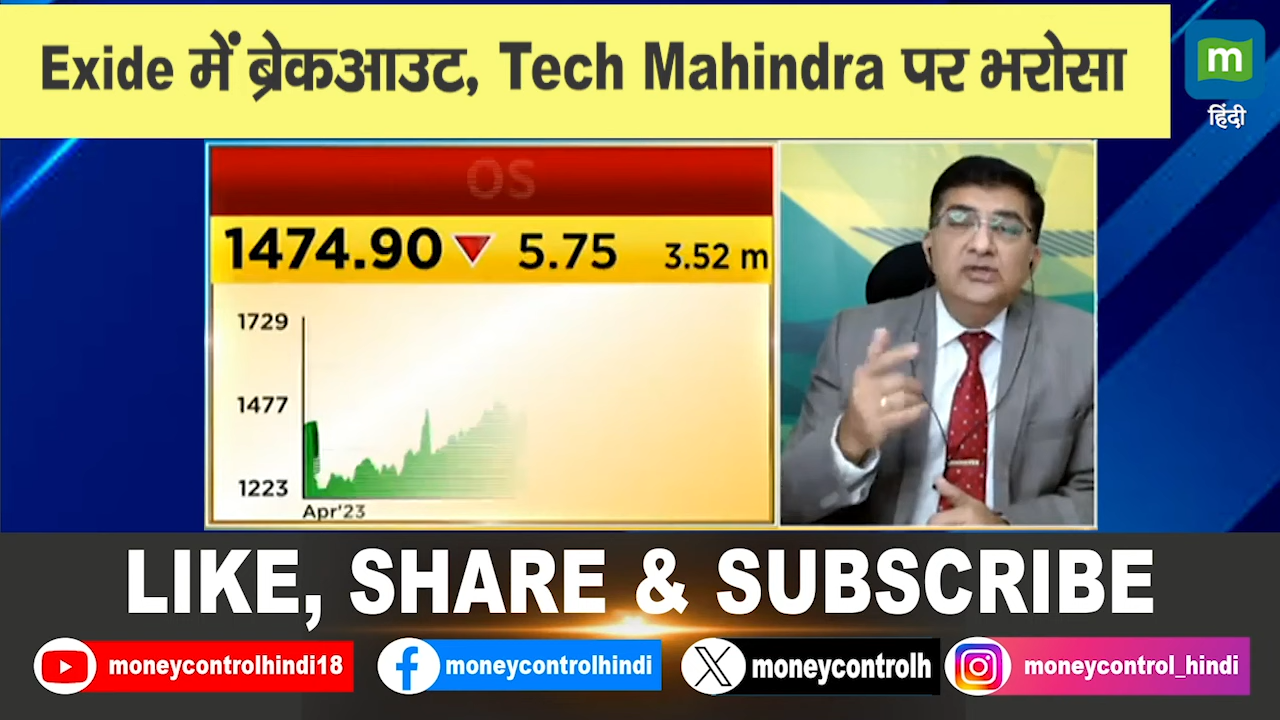 Exide में ब्रेकआउट, Tech Mahindra पर भरोसा
m
हिंदी
OS
1474.90 ▼ 5.75 3.52 m
1729
1477
1223
Apr'23
LIKE, SHARE & SUBSCRIBE
moneycontrolhindi18
moneycontrolhindi
moneycontrolh
moneycontrol_hindi